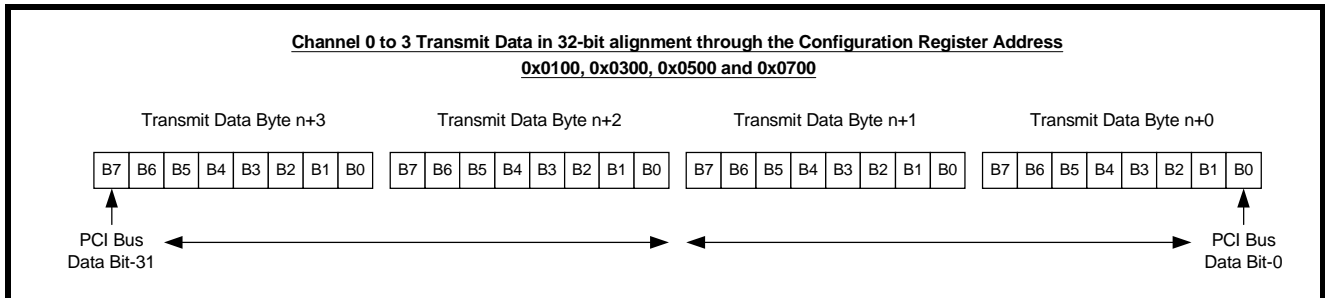 Channel 0 to 3 Transmit Data in 32-bit alignment through the Configuration Register Address
0x0100, 0x0300, 0x0500 and 0x0700
Transmit Data Byte n+3 Transmit Data Byte n+2 Transmit Data Byte n+1 Transmit Data Byte n+0
B7 B6 B5 B4 B3 B2 B1 B0 B7 B6 B5 B4 B3 B2 B1 B0 B7 B6 B5 B4 B3 B2 B1 B0 B7 B6 B5 B4 B3 B2 B1 B0
PCI Bus PCI Bus
Data Bit-31 Data Bit-0